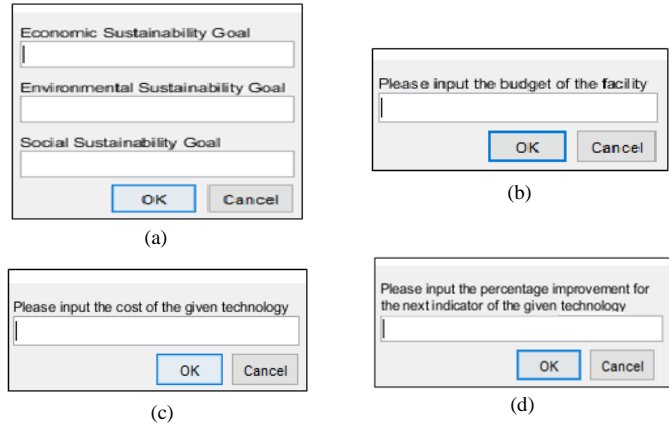 Economic Sustainability Goal
Environmental Sustainability Goal
Social Sustainability Goal
OK Cancel
(a)
Please input the budget of the facility
OK Cancel
(b)
Please input the cost of the given technology
OK Cancel
(c)
Please input the percentage improvement for
the next indicator of the given technology
OK Cancel
(d)